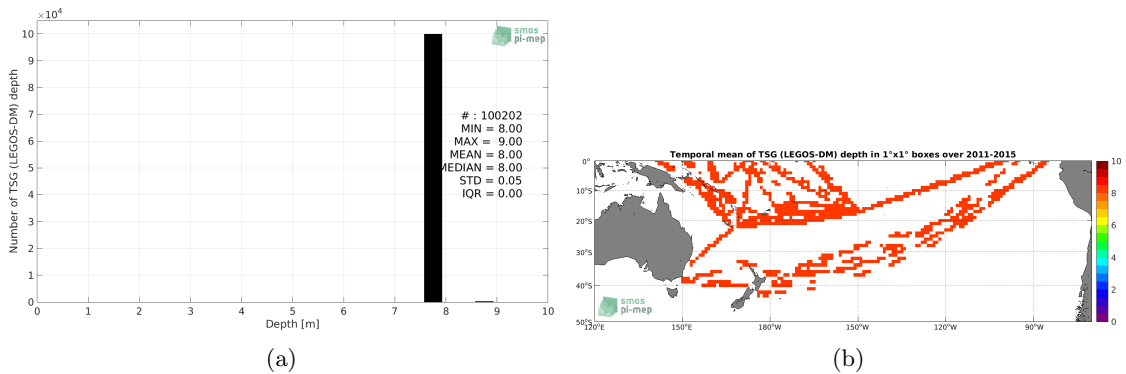 ×10⁴
10
9
8
7
6
5
4
3
2
1
0
Number of TSG (LEGOS-DM) depth
smos
pi-mep
# : 100202
MIN = 8.00
MAX = 9.00
MEAN = 8.00
MEDIAN = 8.00
STD = 0.05
IQR = 0.00
0 1 2 3 4 5 6 7 8 9 10
Depth [m]
(a)
Temporal mean of TSG (LEGOS-DM) depth in 1°x1° boxes over 2011-2015
0°
10°S
20°S
30°S
40°S
50°S
120°E 150°E 180°W 150°W 120°W 90°W
smos
pi-mep
10
8
6
4
2
0
(b)